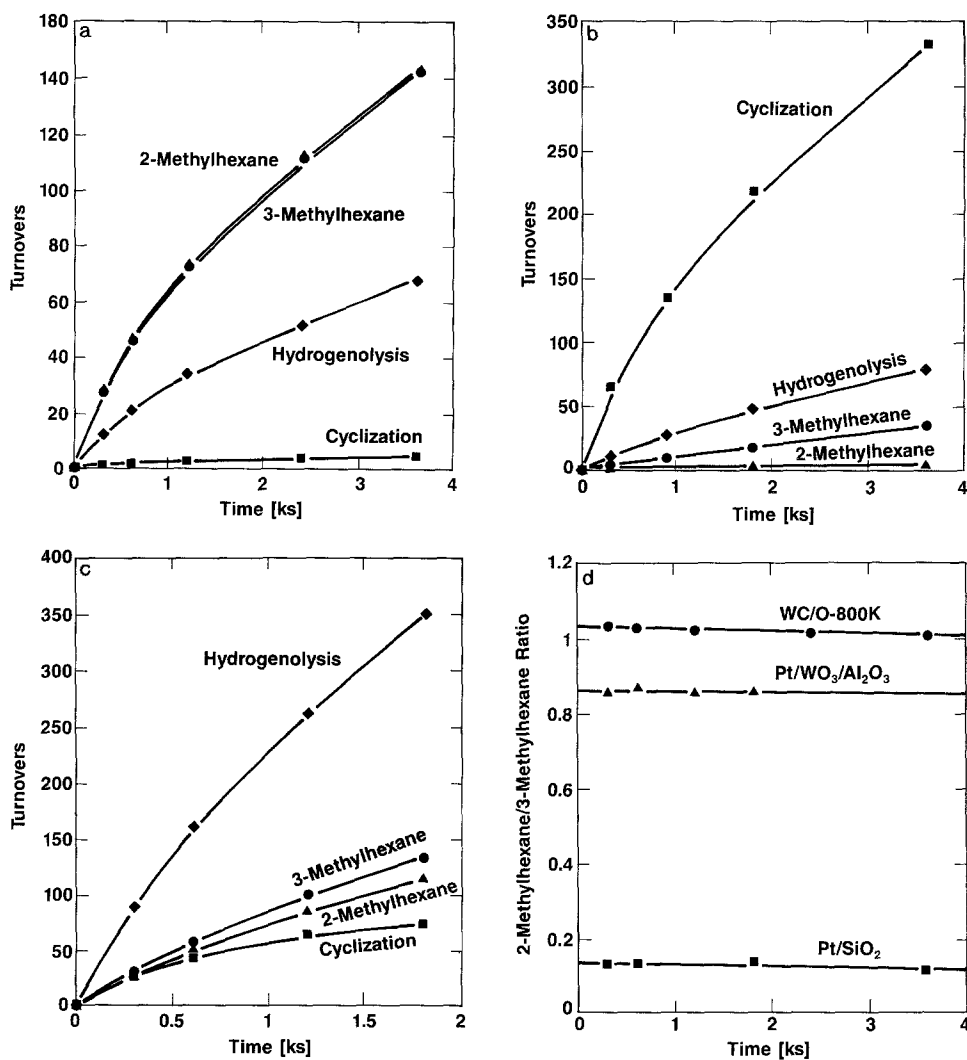 a
180
160
140
120
100
80
60
40
20
0
Turnovers
2-Methylhexane
3-Methylhexane
Hydrogenolysis
Cyclization
0 1 2 3 4
Time [ks]
b
350
300
250
200
150
100
50
0
Turnovers
Cyclization
Hydrogenolysis
3-Methylhexane
2-Methylhexane
0 1 2 3 4
Time [ks]
c
400
350
300
250
200
150
100
50
0
Turnovers
Hydrogenolysis
3-Methylhexane
2-Methylhexane
Cyclization
0 0.5 1 1.5 2
Time [ks]
d
1.2
1
0.8
0.6
0.4
0.2
0
2-Methylhexane/3-Methylhexane Ratio
WC/O-800K
Pt/WO₃/Al₂O₃
Pt/SiO₂
0 1 2 3 4
Time [ks]